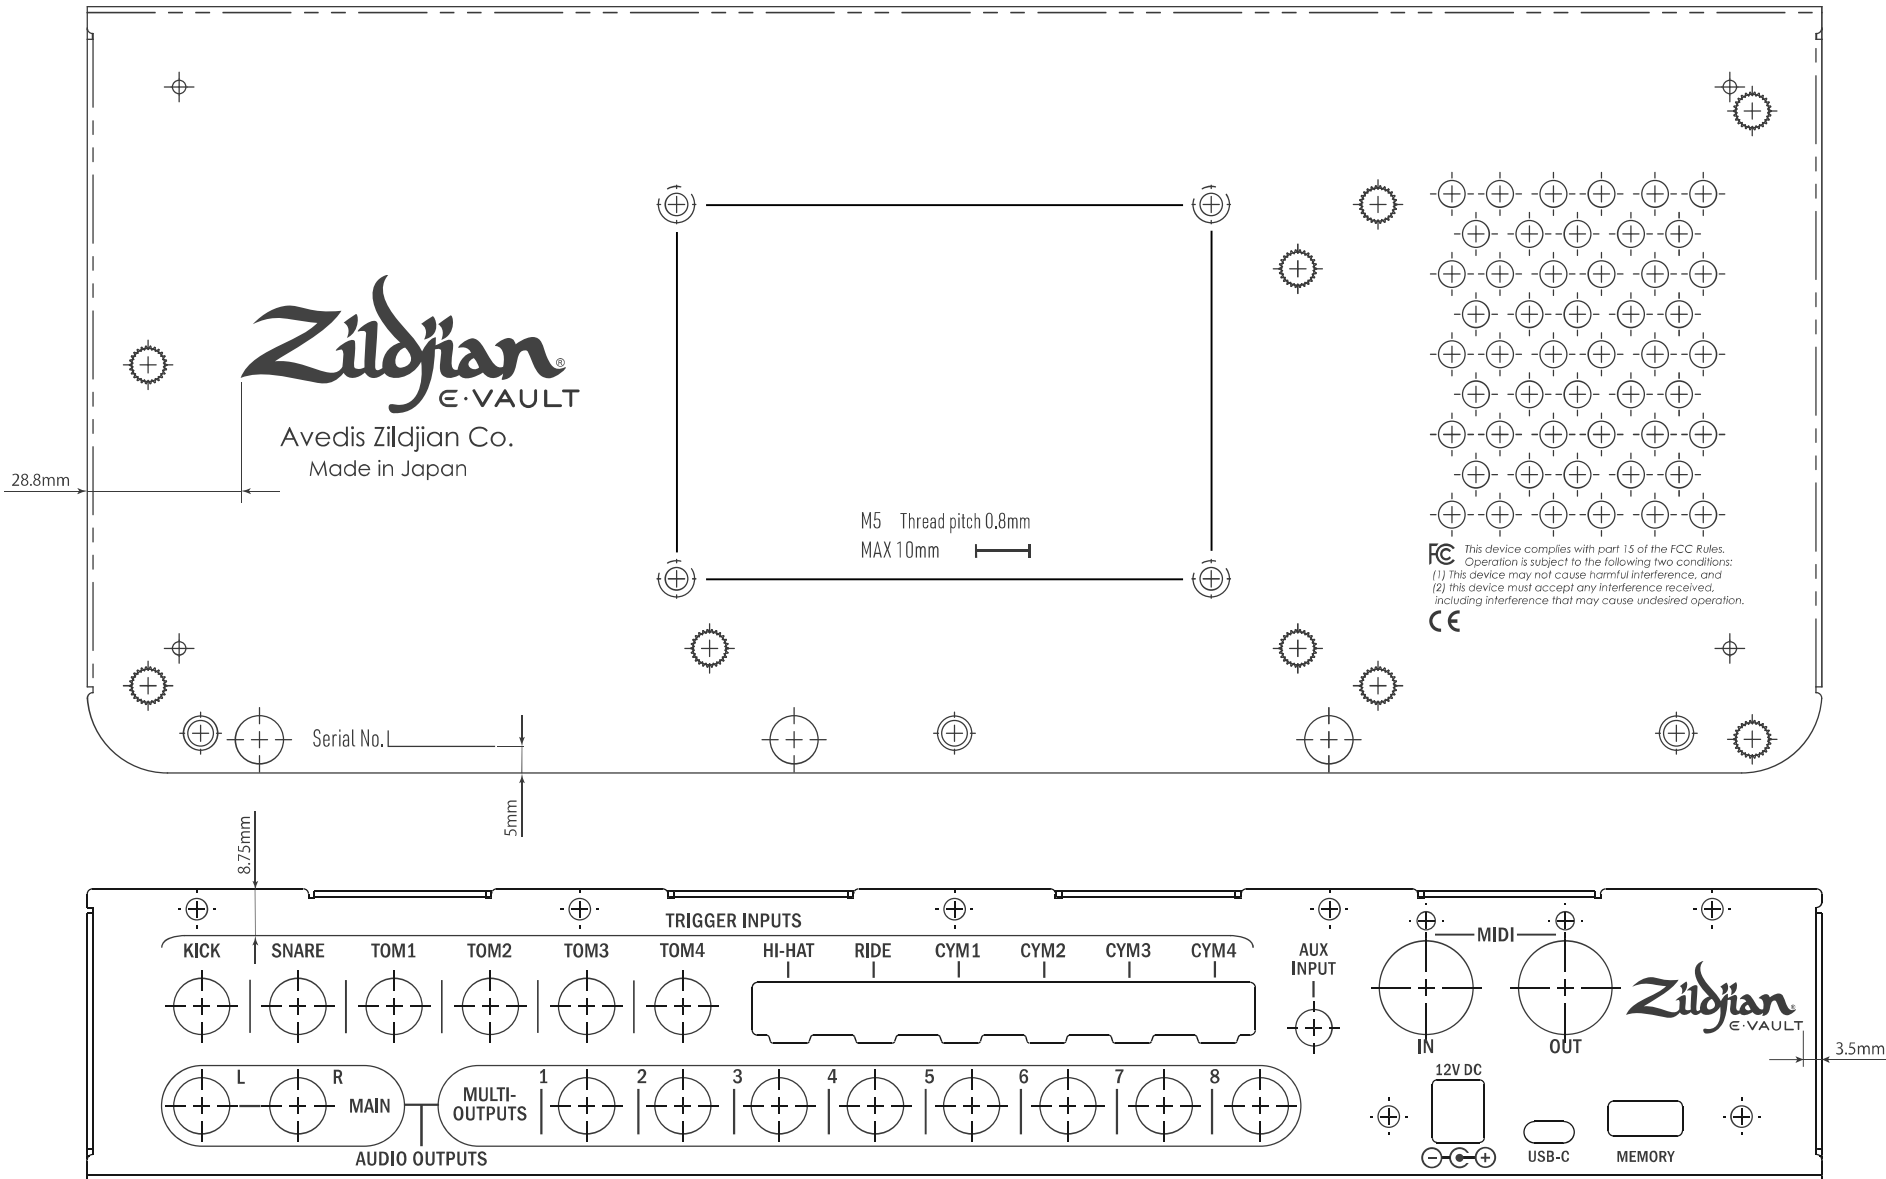 Zildjian®
E·VAULT
Avedis Zildjian Co.
Made in Japan
28.8mm
M5 Thread pitch 0.8mm
MAX 10mm
FC This device complies with part 15 of the FCC Rules.
Operation is subject to the following two conditions:
(1) This device may not cause harmful interference, and
(2) this device must accept any interference received,
including interference that may cause undesired operation.
CE
Serial No.
5mm
8.75mm
TRIGGER INPUTS
KICK SNARE TOM1 TOM2 TOM3 TOM4 HI-HAT RIDE CYM1 CYM2 CYM3 CYM4
AUX
INPUT
MIDI
IN OUT
Zildjian®
E·VAULT
3.5mm
L R MAIN
MULTI-
OUTPUTS
1 2 3 4 5 6 7 8
AUDIO OUTPUTS
12V DC
- +
USB-C
MEMORY